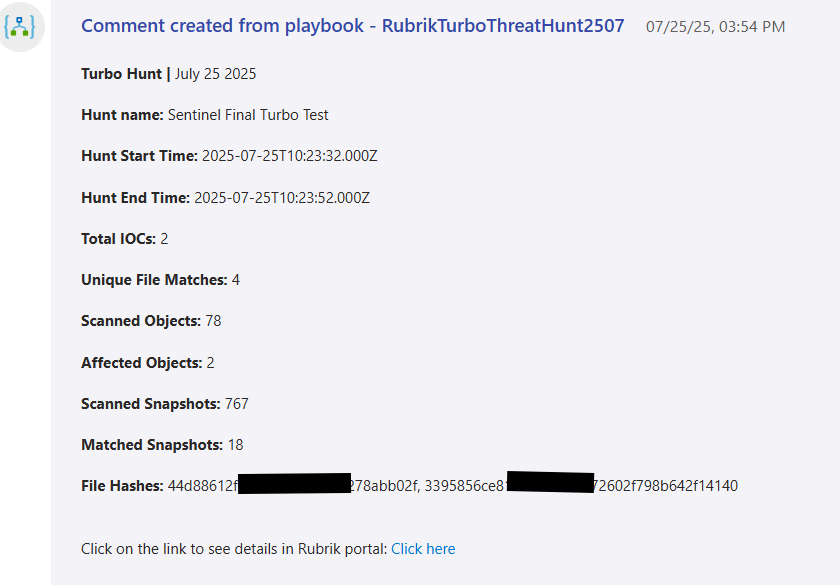 Comment created from playbook - RubrikTurboThreatHunt2507 07/25/25, 03:54 PM
Turbo Hunt | July 25 2025
Hunt name: Sentinel Final Turbo Test
Hunt Start Time: 2025-07-25T10:23:32.000Z
Hunt End Time: 2025-07-25T10:23:52.000Z
Total IOCs: 2
Unique File Matches: 4
Scanned Objects: 78
Affected Objects: 2
Scanned Snapshots: 767
Matched Snapshots: 18
File Hashes: 44d88612f 278abb02f, 3395856ce8 72602f798b642f14140
Click on the link to see details in Rubrik portal: Click here